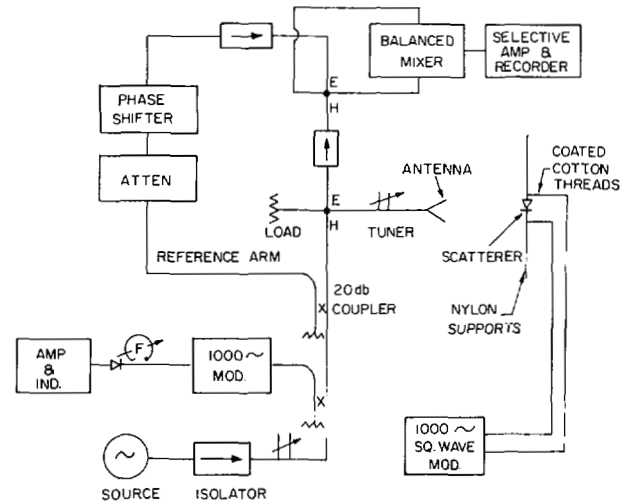 BALANCED
MIXER
SELECTIVE
AMP &
RECORDER
E
H
PHASE
SHIFTER
ATTEN
ANTENNA
COATED
COTTON
THREADS
E
H
LOAD
TUNER
SCATTERER
REFERENCE ARM
20db
COUPLER
X
NYLON
SUPPORTS
AMP
&
IND.
F
1000~
MOD.
X
1000~
SQ. WAVE
MOD.
~
SOURCE
ISOLATOR